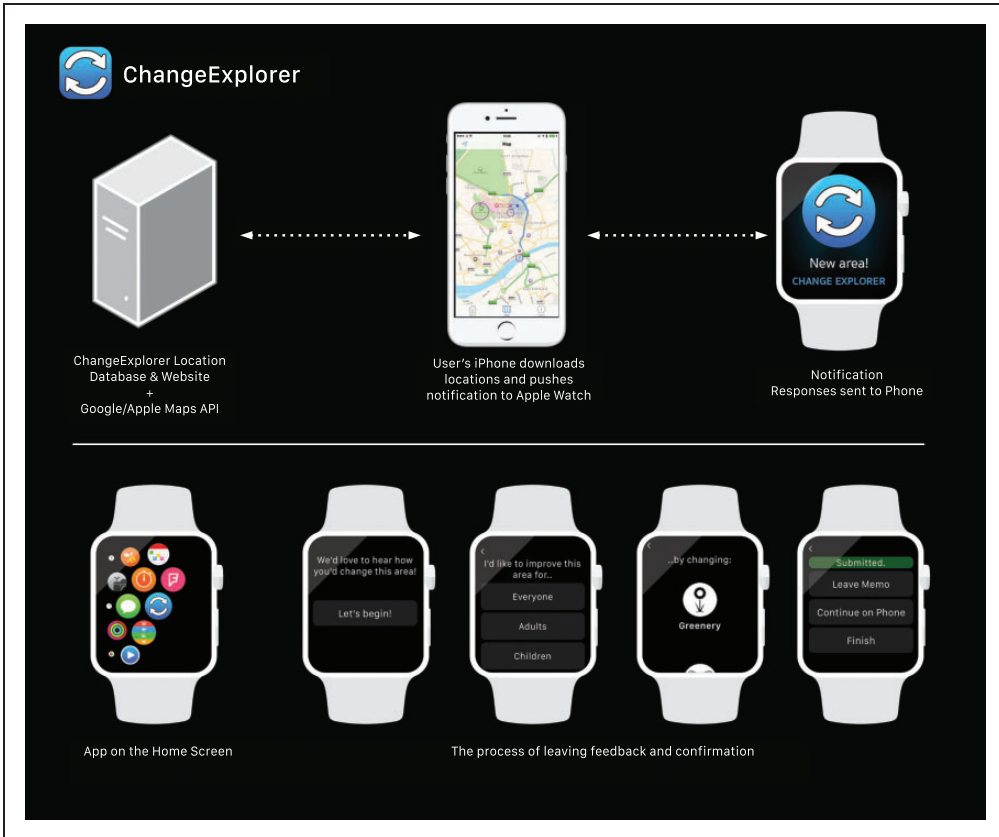 ChangeExplorer
Map
New area!
CHANGE EXPLORER
ChangeExplorer Location
Database & Website
+
Google/Apple Maps API
User's iPhone downloads
locations and pushes
notification to Apple Watch
Notification
Responses sent to Phone
We'd love to hear how
you'd change this area!
Let's begin!
I'd like to improve this
area for..
Everyone
Adults
Children
..by changing:
Greenery
Submitted.
Leave Memo
Continue on Phone
Finish
App on the Home Screen
The process of leaving feedback and confirmation